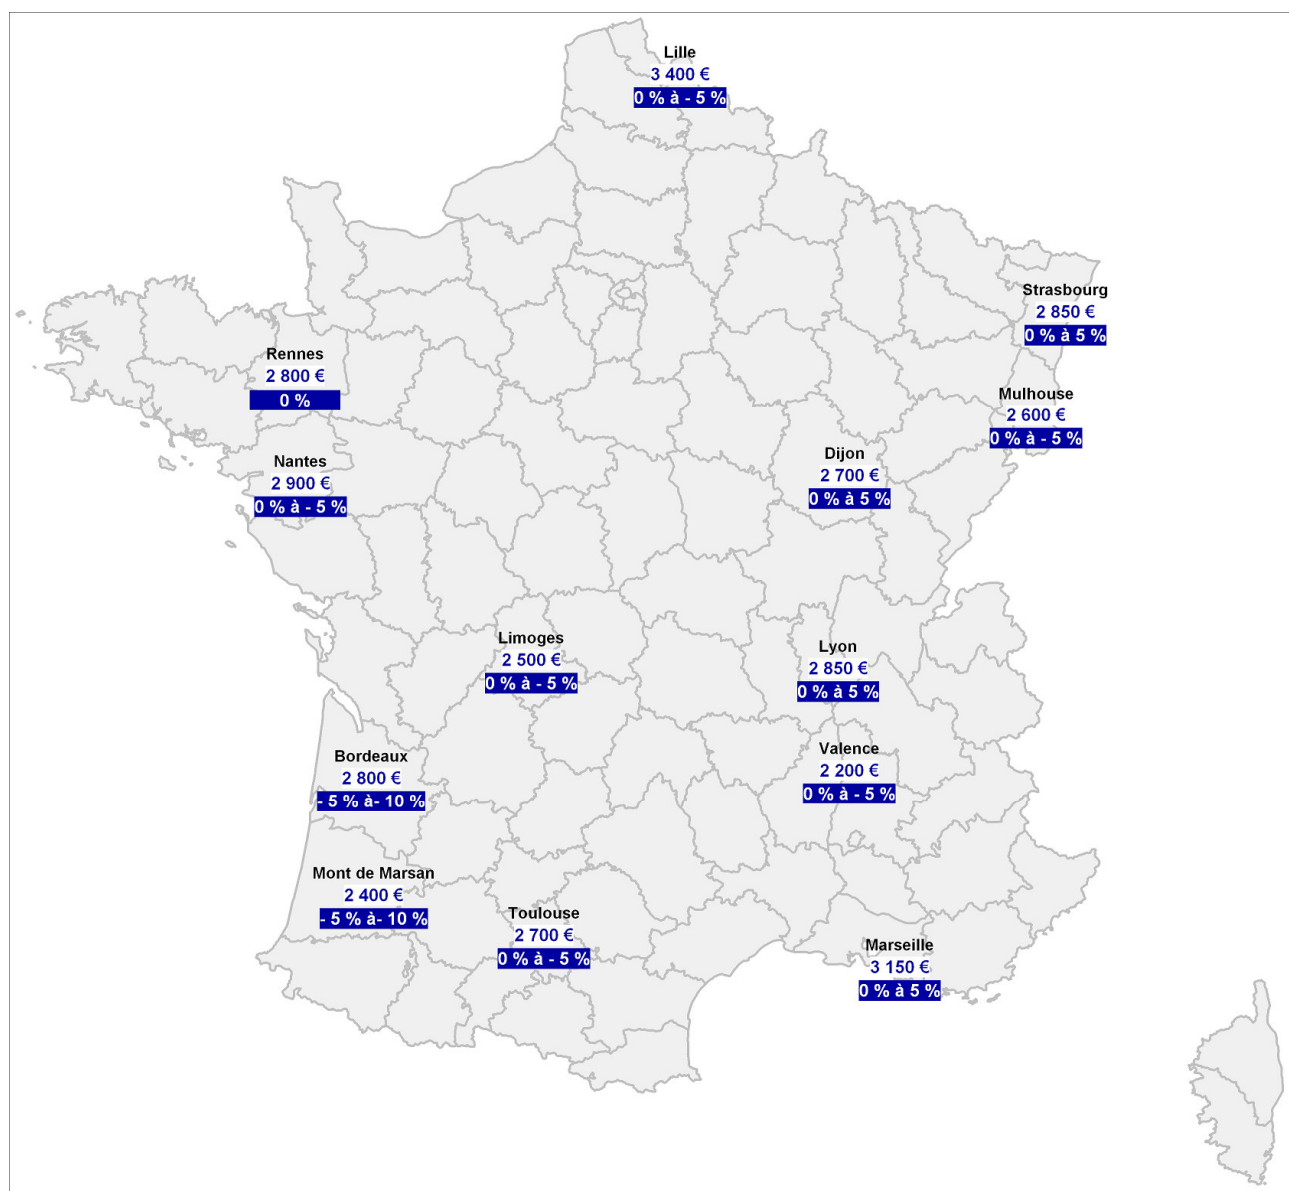 Lille
3 400 €
0 % à - 5 %
Strasbourg
2 850 €
0 % à 5 %
Rennes
2 800 €
0 %
Mulhouse
2 600 €
0 % à - 5 %
Dijon
2 700 €
0 % à 5 %
Nantes
2 900 €
0 % à - 5 %
Limoges
2 500 €
0 % à - 5 %
Lyon
2 850 €
0 % à 5 %
Valence
2 200 €
0 % à - 5 %
Bordeaux
2 800 €
- 5 % à- 10 %
Mont de Marsan
2 400 €
- 5 % à- 10 %
Toulouse
2 700 €
0 % à - 5 %
Marseille
3 150 €
0 % à 5 %